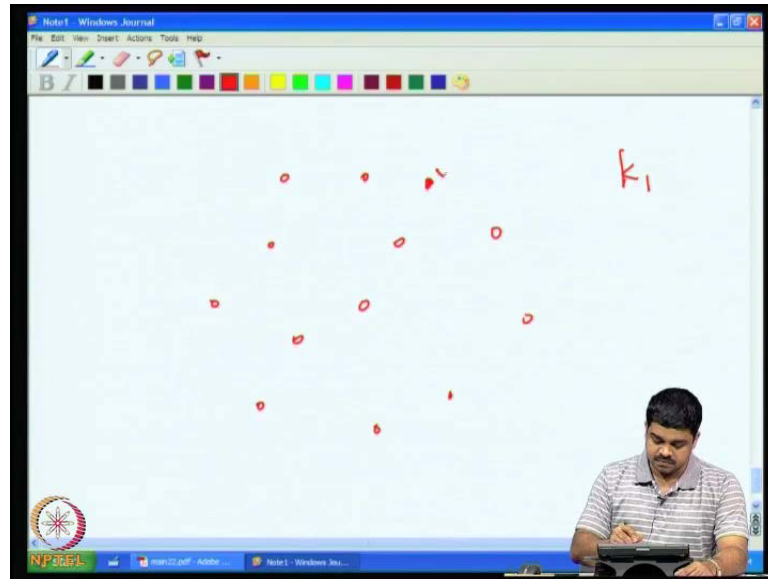 Note1 - Windows Journal
File Edit View Insert Actions Tools Help
B I
k1
NPTEL
main22.pdf - Adobe ...
Note1 - Windows Jou...